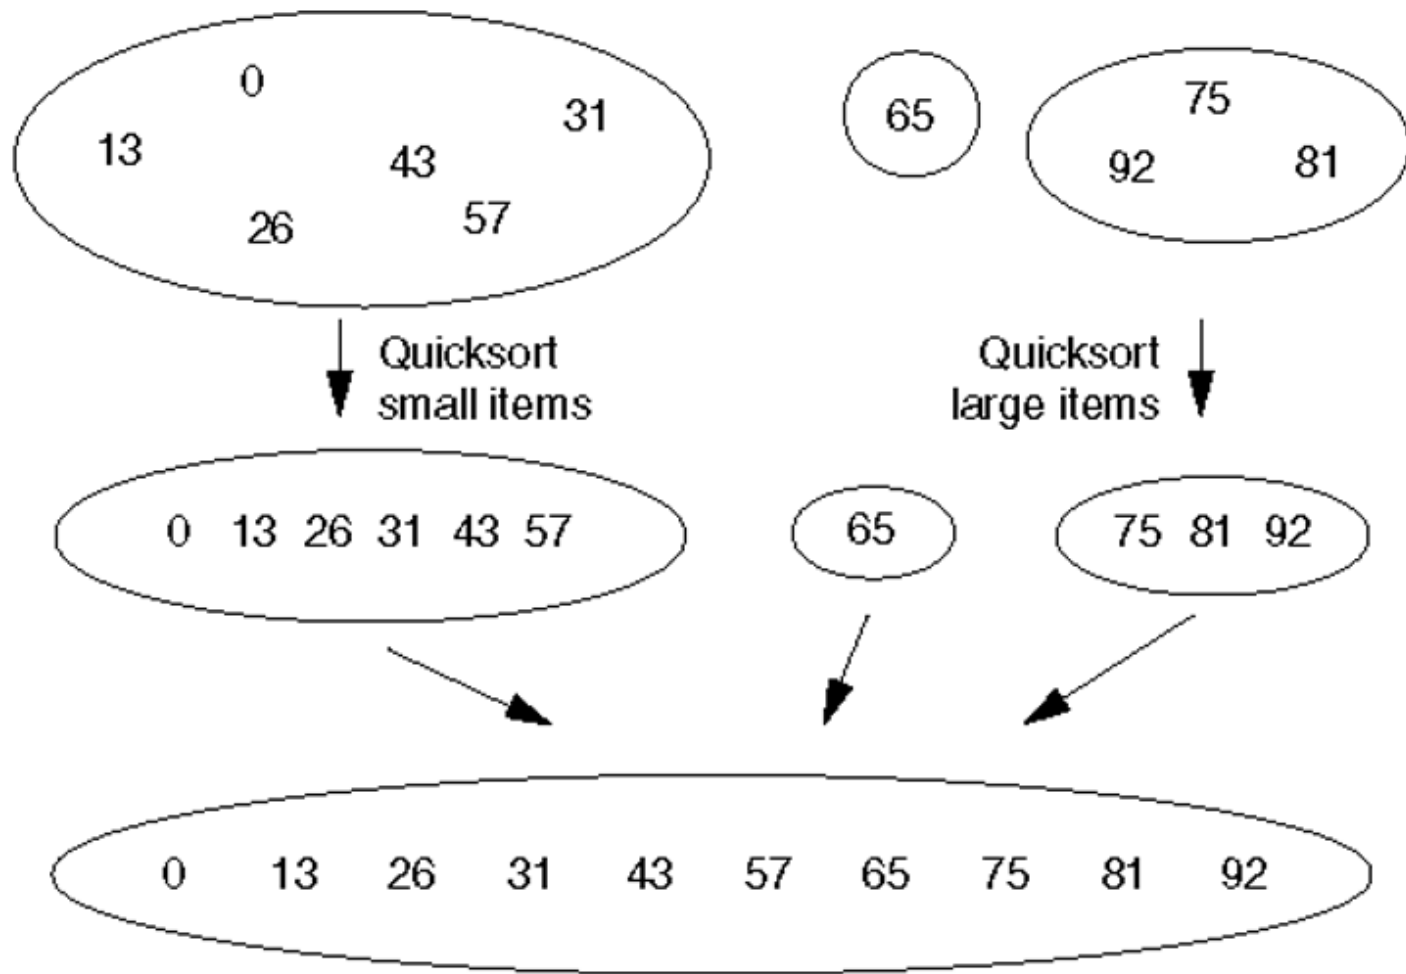 0
31
13
43
26
57
65
75
92
81
Quicksort
small items
Quicksort
large items
0 13 26 31 43 57
65
75 81 92
0 13 26 31 43 57 65 75 81 92